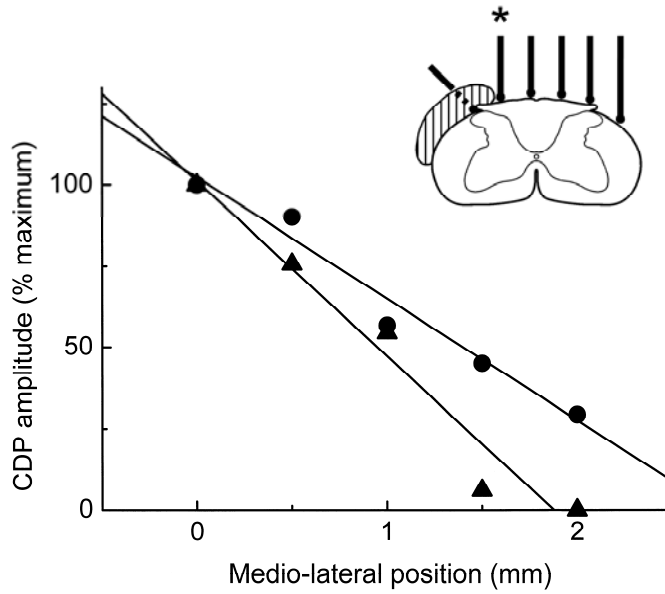 *
CDP amplitude (% maximum)
100
50
0
0 1 2
Medio-lateral position (mm)